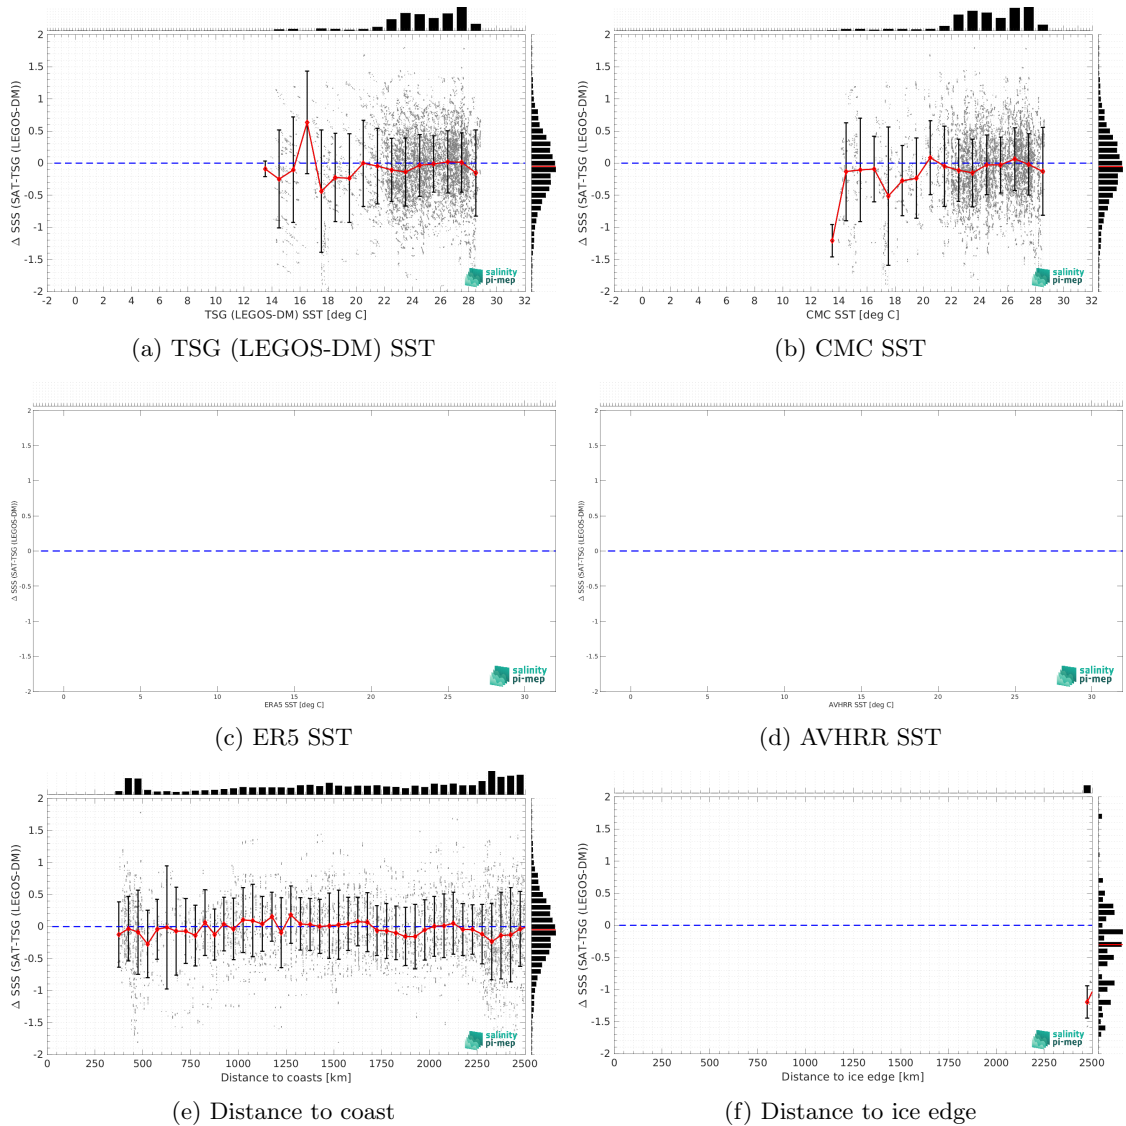 2
1.5
1
0.5
0
-0.5
-1
-1.5
-2
Δ SSS (SAT-TSG (LEGOS-DM))
-2 0 2 4 6 8 10 12 14 16 18 20 22 24 26 28 30 32
TSG (LEGOS-DM) SST [deg C]
salinity
pi-mep
(a) TSG (LEGOS-DM) SST
2
1.5
1
0.5
0
-0.5
-1
-1.5
-2
Δ SSS (SAT-TSG (LEGOS-DM))
-2 0 2 4 6 8 10 12 14 16 18 20 22 24 26 28 30 32
CMC SST [deg C]
salinity
pi-mep
(b) CMC SST
2
1.5
1
0.5
0
-0.5
-1
-1.5
-2
Δ SSS (SAT-TSG (LEGOS-DM))
0 5 10 15 20 25 30
ERA5 SST [deg C]
salinity
pi-mep
(c) ER5 SST
2
1.5
1
0.5
0
-0.5
-1
-1.5
-2
Δ SSS (SAT-TSG (LEGOS-DM))
0 5 10 15 20 25 30
AVHRR SST [deg C]
salinity
pi-mep
(d) AVHRR SST
2
1.5
1
0.5
0
-0.5
-1
-1.5
-2
Δ SSS (SAT-TSG (LEGOS-DM))
0 250 500 750 1000 1250 1500 1750 2000 2250 2500
Distance to coasts [km]
salinity
pi-mep
(e) Distance to coast
2
1.5
1
0.5
0
-0.5
-1
-1.5
-2
Δ SSS (SAT-TSG (LEGOS-DM))
0 250 500 750 1000 1250 1500 1750 2000 2250 2500
Distance to ice edge [km]
salinity
pi-mep
(f) Distance to ice edge